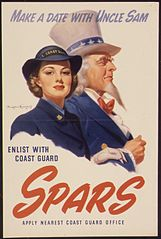 MAKE A DATE WITH UNCLE SAM
ENLIST WITH
COAST GUARD
SPARS
APPLY NEAREST COAST GUARD OFFICE